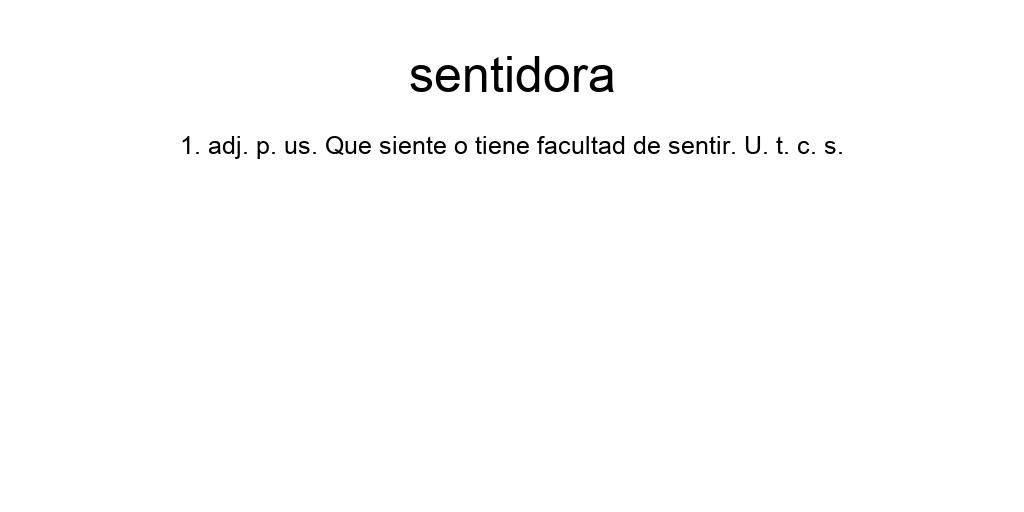 sentidora
1. adj. p. us. Que siente o tiene facultad de sentir. U. t. c. s.